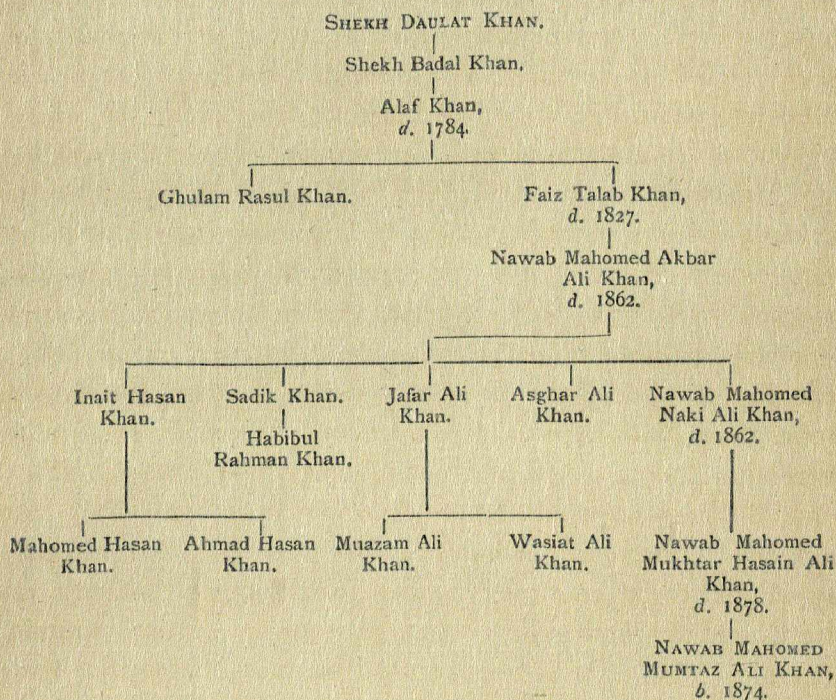 SHEKH DAULAT KHAN.
Shekh Badal Khan.
Alaf Khan,
d. 1784.
Ghulam Rasul Khan.
Faiz Talab Khan,
d. 1827.
Nawab Mahomed Akbar
Ali Khan,
d. 1862.
Inait Hasan
Khan.
Sadik Khan.
Habibul
Rahman Khan.
Jafar Ali
Khan.
Asghar Ali
Khan.
Nawab Mahomed
Naki Ali Khan,
d. 1862.
Mahomed Hasan
Khan.
Ahmad Hasan
Khan.
Muazam Ali
Khan.
Wasiat Ali
Khan.
Nawab Mahomed
Mukhtar Hasain Ali
Khan,
d. 1878.
NAWAB MAHOMED
MUMTAZ ALI KHAN,
b. 1874.